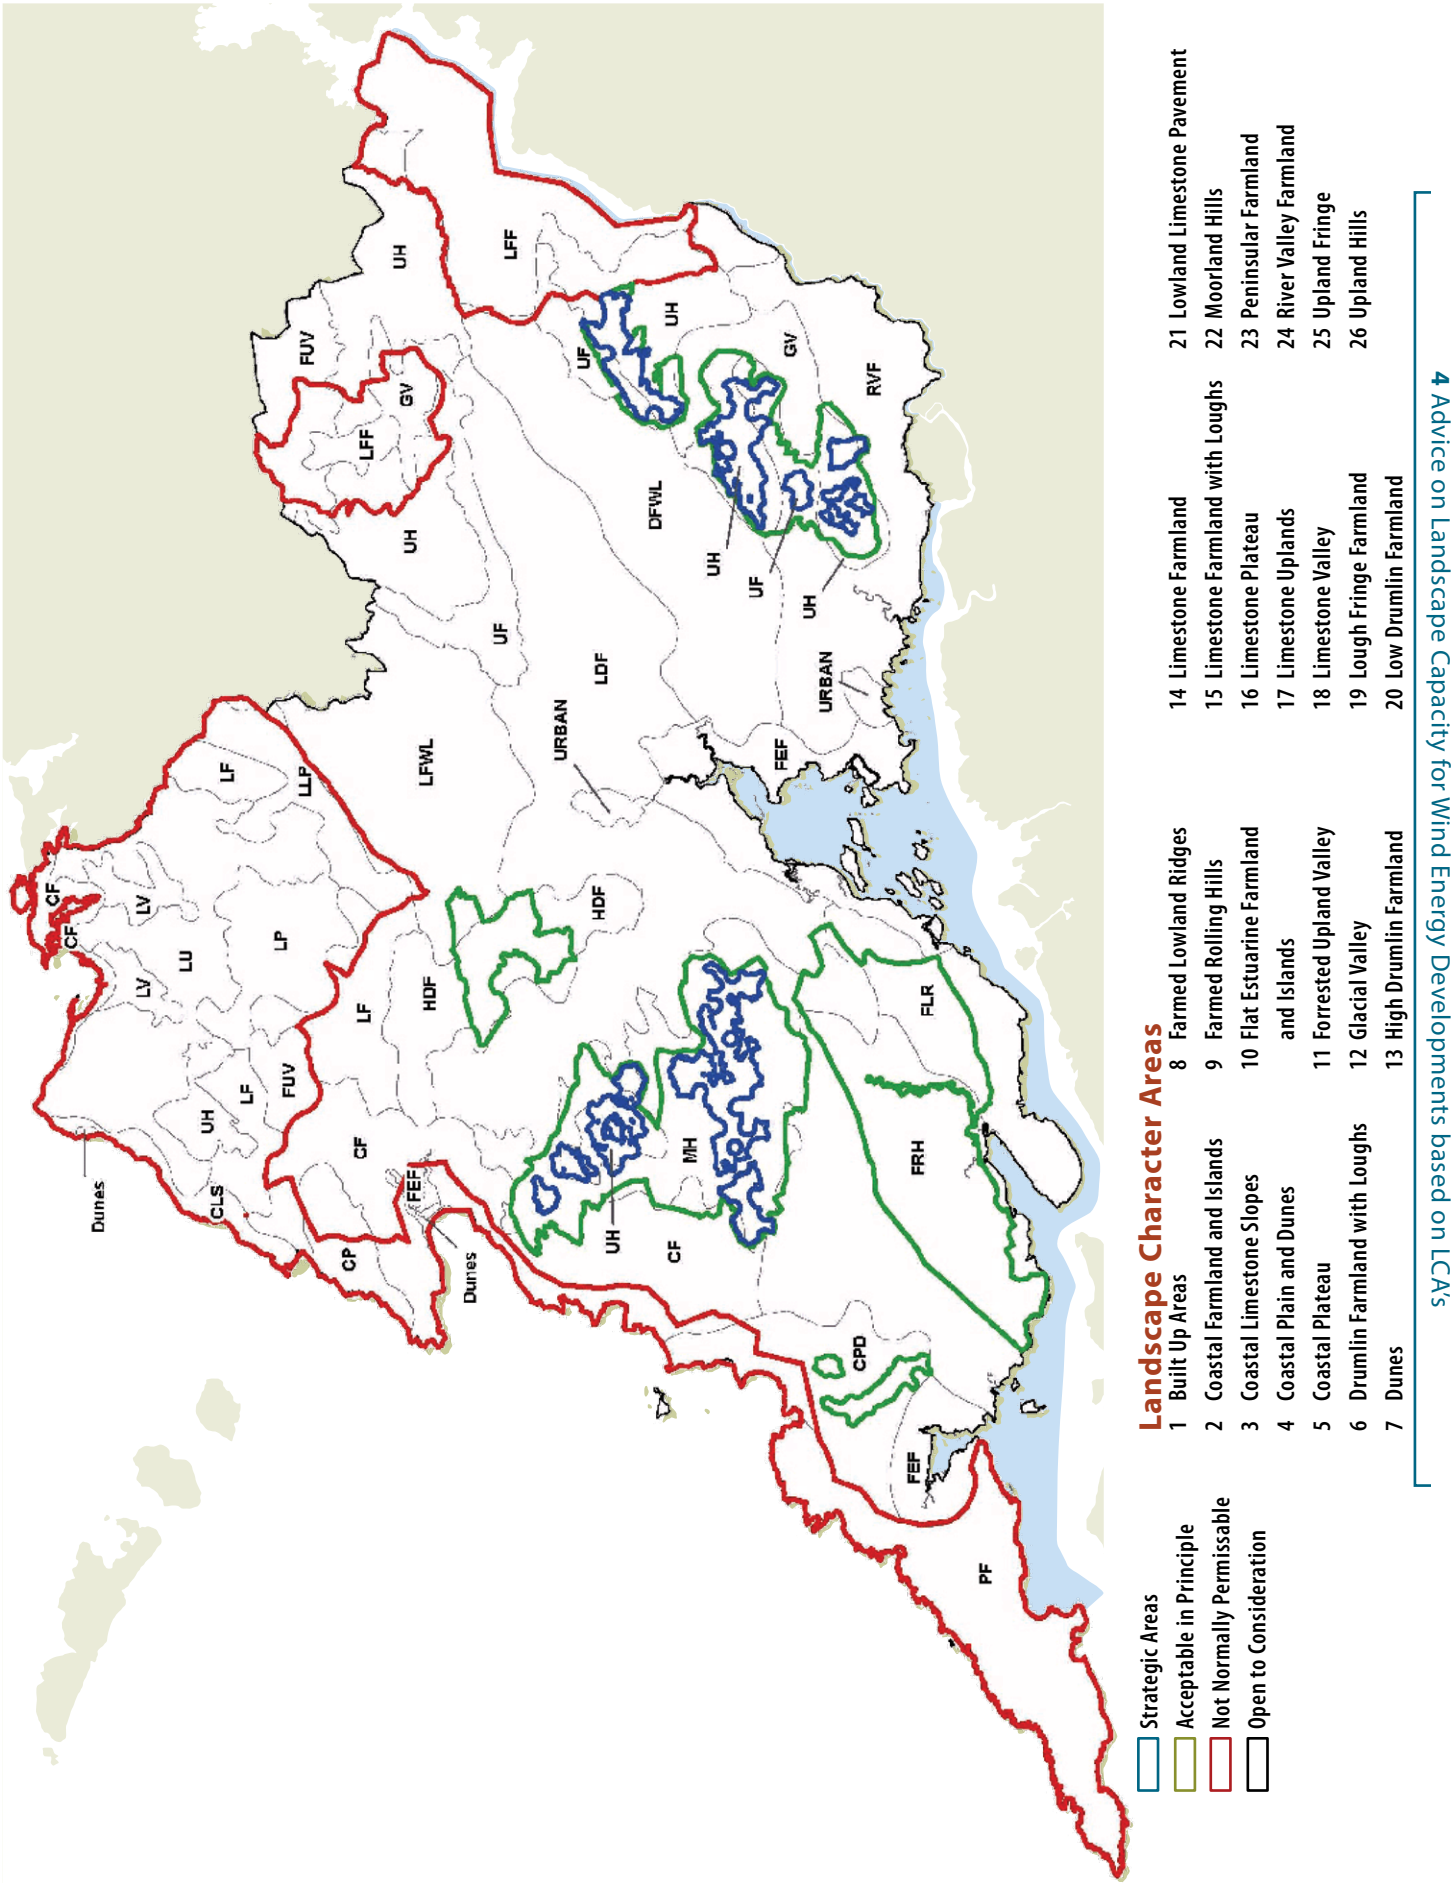 Dunes
CF
CF
LV
LV
LU
LP
LF
LLP
UH
LF
FUV
CLS
CP
CF
FEF
Dunes
LF
HDF
HDF
LFWL
URBAN
LDF
UF
UH
LFF
GV
FUV
UH
LFF
UF
UH
GV
RVF
DFWL
UH
UF
UH
URBAN
FEF
UH
MH
CF
FLR
FRH
CPD
FEF
PF
Strategic Areas
Acceptable in Principle
Not Normally Permissable
Open to Consideration
Landscape Character Areas
1 Built Up Areas
2 Coastal Farmland and Islands
3 Coastal Limestone Slopes
4 Coastal Plain and Dunes
5 Coastal Plateau
6 Drumlin Farmland with Loughs
7 Dunes
8 Farmed Lowland Ridges
9 Farmed Rolling Hills
10 Flat Estuarine Farmland
and Islands
11 Forrested Upland Valley
12 Glacial Valley
13 High Drumlin Farmland
14 Limestone Farmland
15 Limestone Farmland with Loughs
16 Limestone Plateau
17 Limestone Uplands
18 Limestone Valley
19 Lough Fringe Farmland
20 Low Drumlin Farmland
21 Lowland Limestone Pavement
22 Moorland Hills
23 Peninsular Farmland
24 River Valley Farmland
25 Upland Fringe
26 Upland Hills
4 Advice on Landscape Capacity for Wind Energy Developments based on LCA's